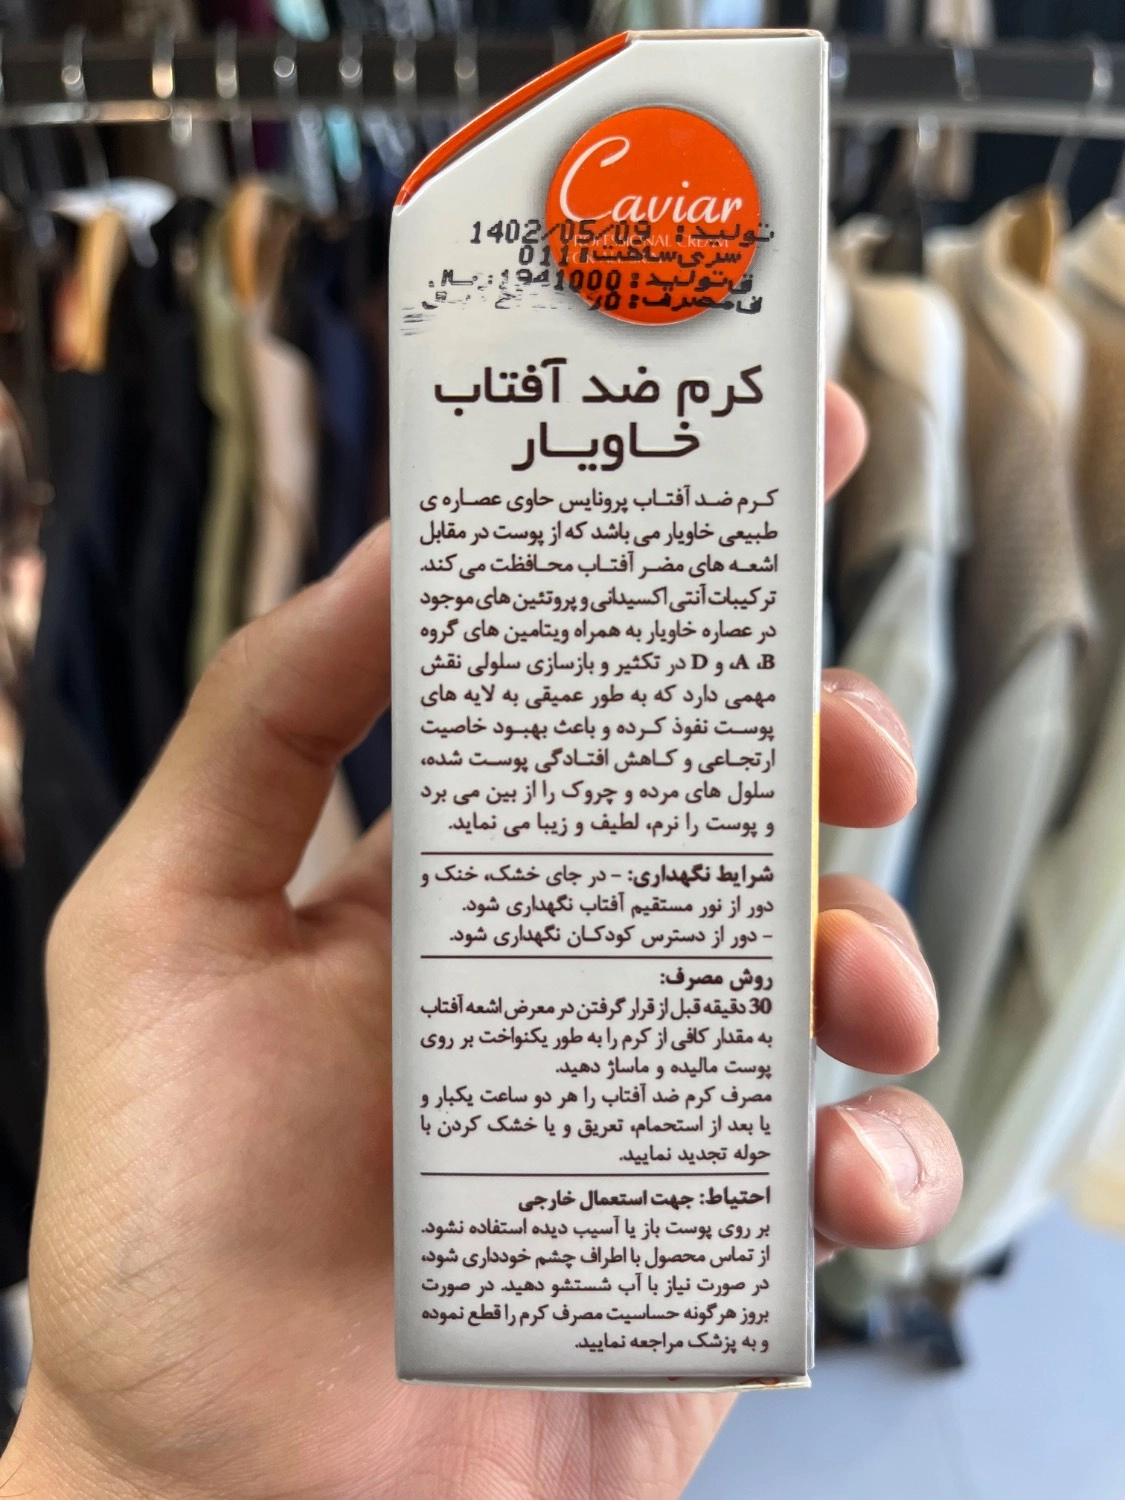 Caviar
PROFESSIONAL CREAM
تولید: 1402/05/09
سری ساخت: 011
ق تولید: 1941000 ریال
ق مصرف:
کرم ضد آفتاب
خاویار
کرم ضد آفتاب پرونایس حاوی عصاره ی
طبیعی خاویار می باشد که از پوست در مقابل
اشعه های مضر آفتاب محافظت می کند.
ترکیبات آنتی اکسیدانی و پروتئین های موجود
در عصاره خاویار به همراه ویتامین های گروه
A، B، و D در تکثیر و بازسازی سلولی نقش
مهمی دارد که به طور عمیقی به لایه های
پوست نفوذ کرده و باعث بهبود خاصیت
ارتجاعی و کاهش افتادگی پوست شده،
سلول های مرده و چروک را از بین می برد
و پوست را نرم، لطیف و زیبا می نماید.
شرایط نگهداری: - در جای خشک، خنک و
دور از نور مستقیم آفتاب نگهداری شود.
- دور از دسترس کودکان نگهداری شود.
روش مصرف:
30 دقیقه قبل از قرار گرفتن در معرض اشعه آفتاب
به مقدار کافی از کرم را به طور یکنواخت بر روی
پوست مالیده و ماساژ دهید.
مصرف کرم ضد آفتاب را هر دو ساعت یکبار و
یا بعد از استحمام، تعریق و یا خشک کردن با
حوله تجدید نمایید.
احتیاط: جهت استعمال خارجی
بر روی پوست باز یا آسیب دیده استفاده نشود.
از تماس محصول با اطراف چشم خودداری شود،
در صورت نیاز با آب شستشو دهید. در صورت
بروز هرگونه حساسیت مصرف کرم را قطع نموده
و به پزشک مراجعه نمایید.